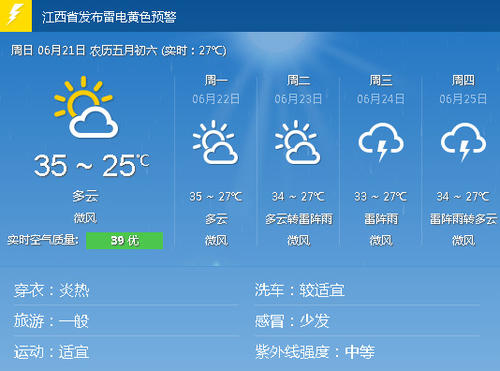 江西省发布雷电黄色预警
周日 06月21日 农历五月初六 (实时：27℃)
35 ~ 25℃
多云
微风
实时空气质量: 39 优
周一
06月22日
35 ~ 27℃
多云
微风
周二
06月23日
34 ~ 27℃
多云转雷阵雨
微风
周三
06月24日
33 ~ 27℃
雷阵雨
微风
周四
06月25日
34 ~ 27℃
雷阵雨转多云
微风
穿衣：炎热
洗车：较适宜
旅游：一般
感冒：少发
运动：适宜
紫外线强度：中等